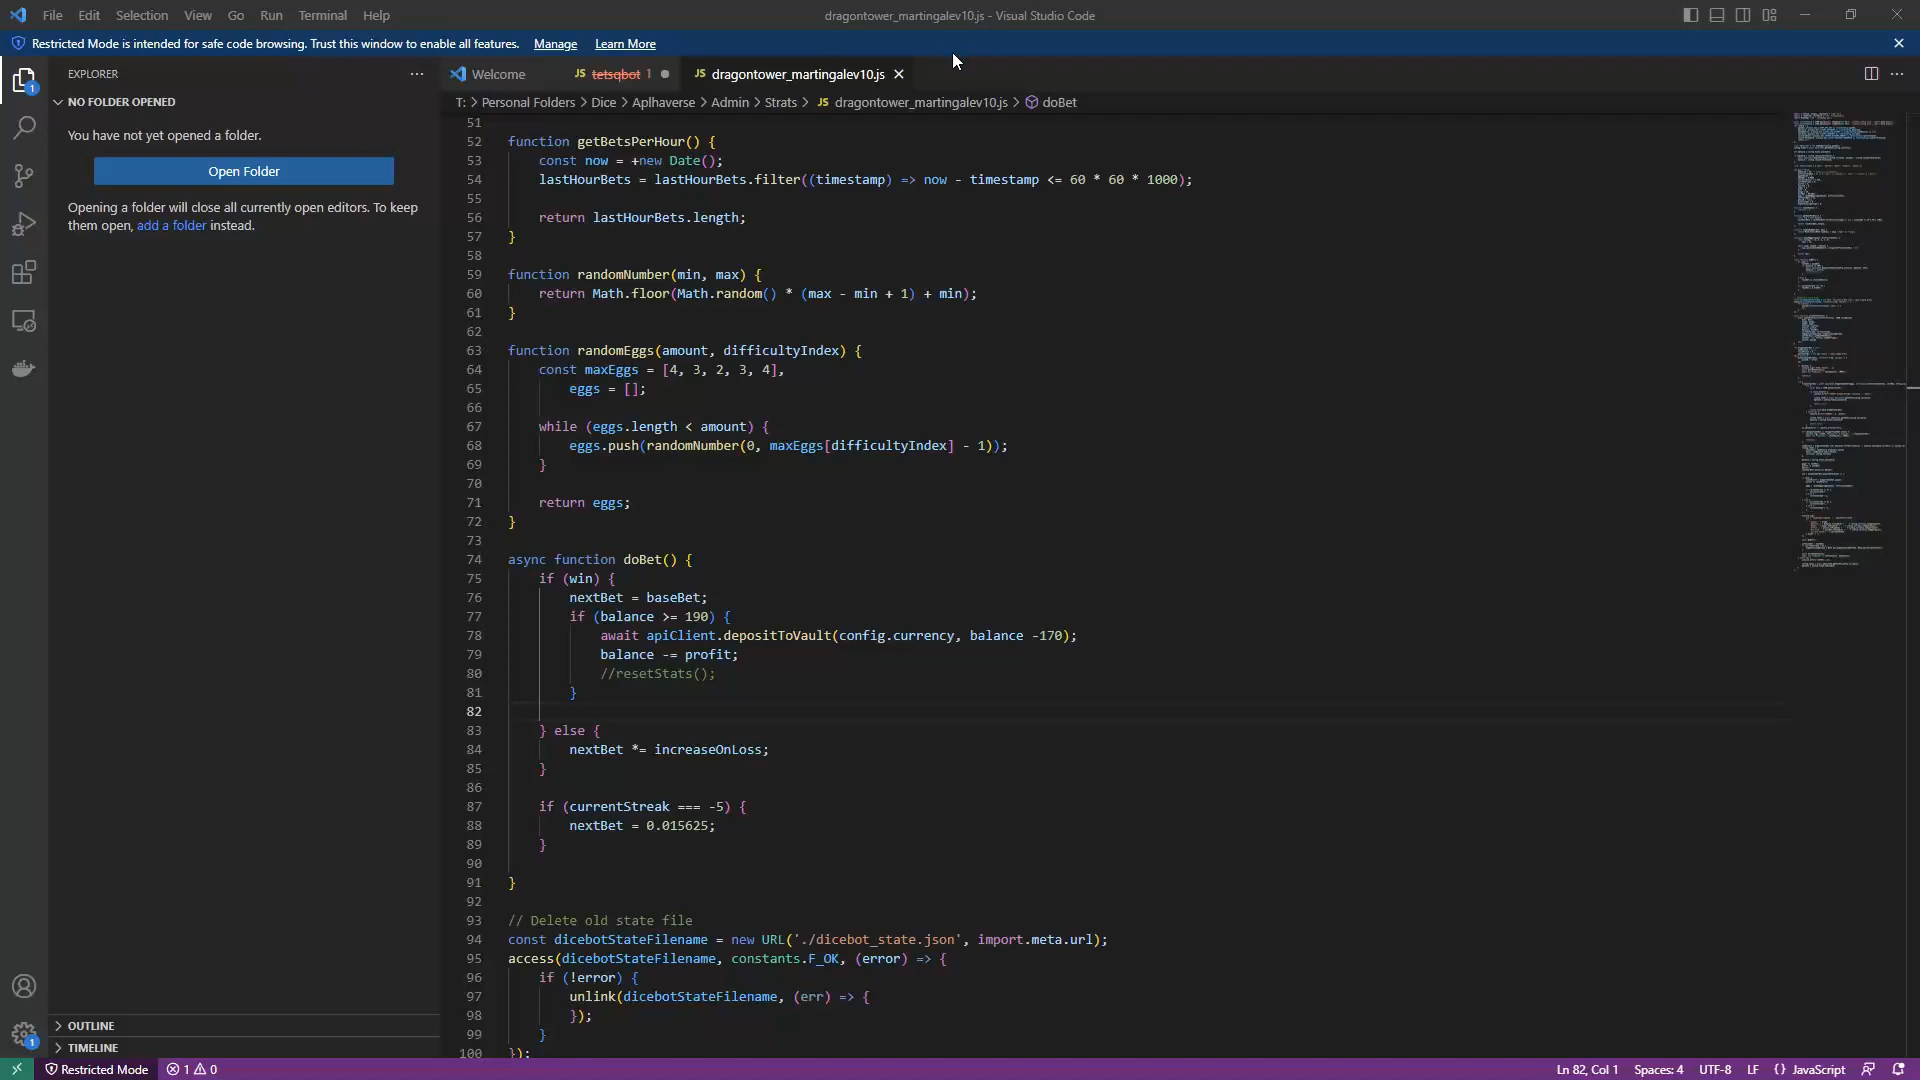 File Edit Selection View Go Run Terminal Help
dragontower_martingalev10.js - Visual Studio Code
Restricted Mode is intended for safe code browsing. Trust this window to enable all features. Manage Learn More
EXPLORER
NO FOLDER OPENED
You have not yet opened a folder.
Open Folder
Opening a folder will close all currently open editors. To keep
them open, add a folder instead.
OUTLINE
TIMELINE
Welcome JS tetsqbot 1 JS dragontower_martingalev10.js
T: > Personal Folders > Dice > Aplhaverse > Admin > Strats > JS dragontower_martingalev10.js > doBet
51
52 function getBetsPerHour() {
53 const now = +new Date();
54 lastHourBets = lastHourBets.filter((timestamp) => now - timestamp <= 60 * 60 * 1000);
55
56 return lastHourBets.length;
57 }
58
59 function randomNumber(min, max) {
60 return Math.floor(Math.random() * (max - min + 1) + min);
61 }
62
63 function randomEggs(amount, difficultyIndex) {
64 const maxEggs = [4, 3, 2, 3, 4],
65 eggs = [];
66
67 while (eggs.length < amount) {
68 eggs.push(randomNumber(0, maxEggs[difficultyIndex] - 1));
69 }
70
71 return eggs;
72 }
73
74 async function doBet() {
75 if (win) {
76 nextBet = baseBet;
77 if (balance >= 190) {
78 await apiClient.depositToVault(config.currency, balance -170);
79 balance -= profit;
80 //resetStats();
81 }
82
83 } else {
84 nextBet *= increaseOnLoss;
85 }
86
87 if (currentStreak === -5) {
88 nextBet = 0.015625;
89 }
90
91 }
92
93 // Delete old state file
94 const dicebotStateFilename = new URL('./dicebot_state.json', import.meta.url);
95 access(dicebotStateFilename, constants.F_OK, (error) => {
96 if (!error) {
97 unlink(dicebotStateFilename, (err) => {
98 });
99 }
100 });
1
1
Restricted Mode 1 0
Ln 82, Col 1 Spaces: 4 UTF-8 LF {} JavaScript